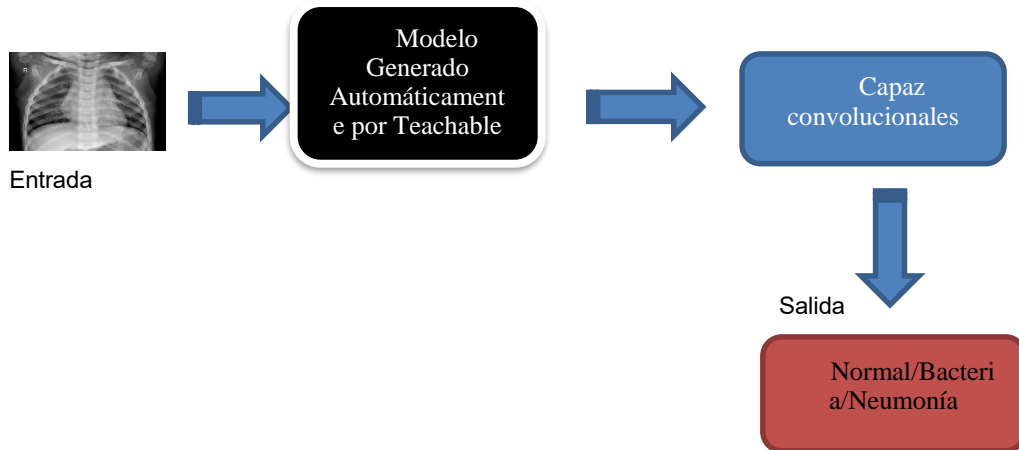 R
Entrada
Modelo
Generado
Automáticament
e por Teachable
Capaz
convolucionales
Salida
Normal/Bacteri
a/Neumonía